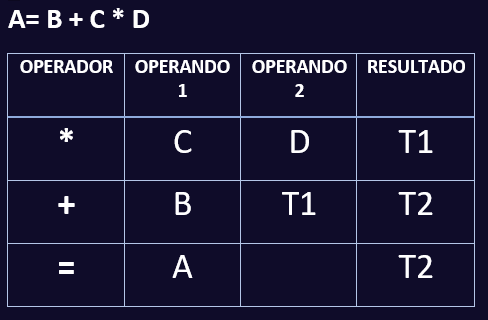 A= B + C * D
OPERADOR OPERANDO 1 OPERANDO 2 RESULTADO
* C D T1
+ B T1 T2
= A T2